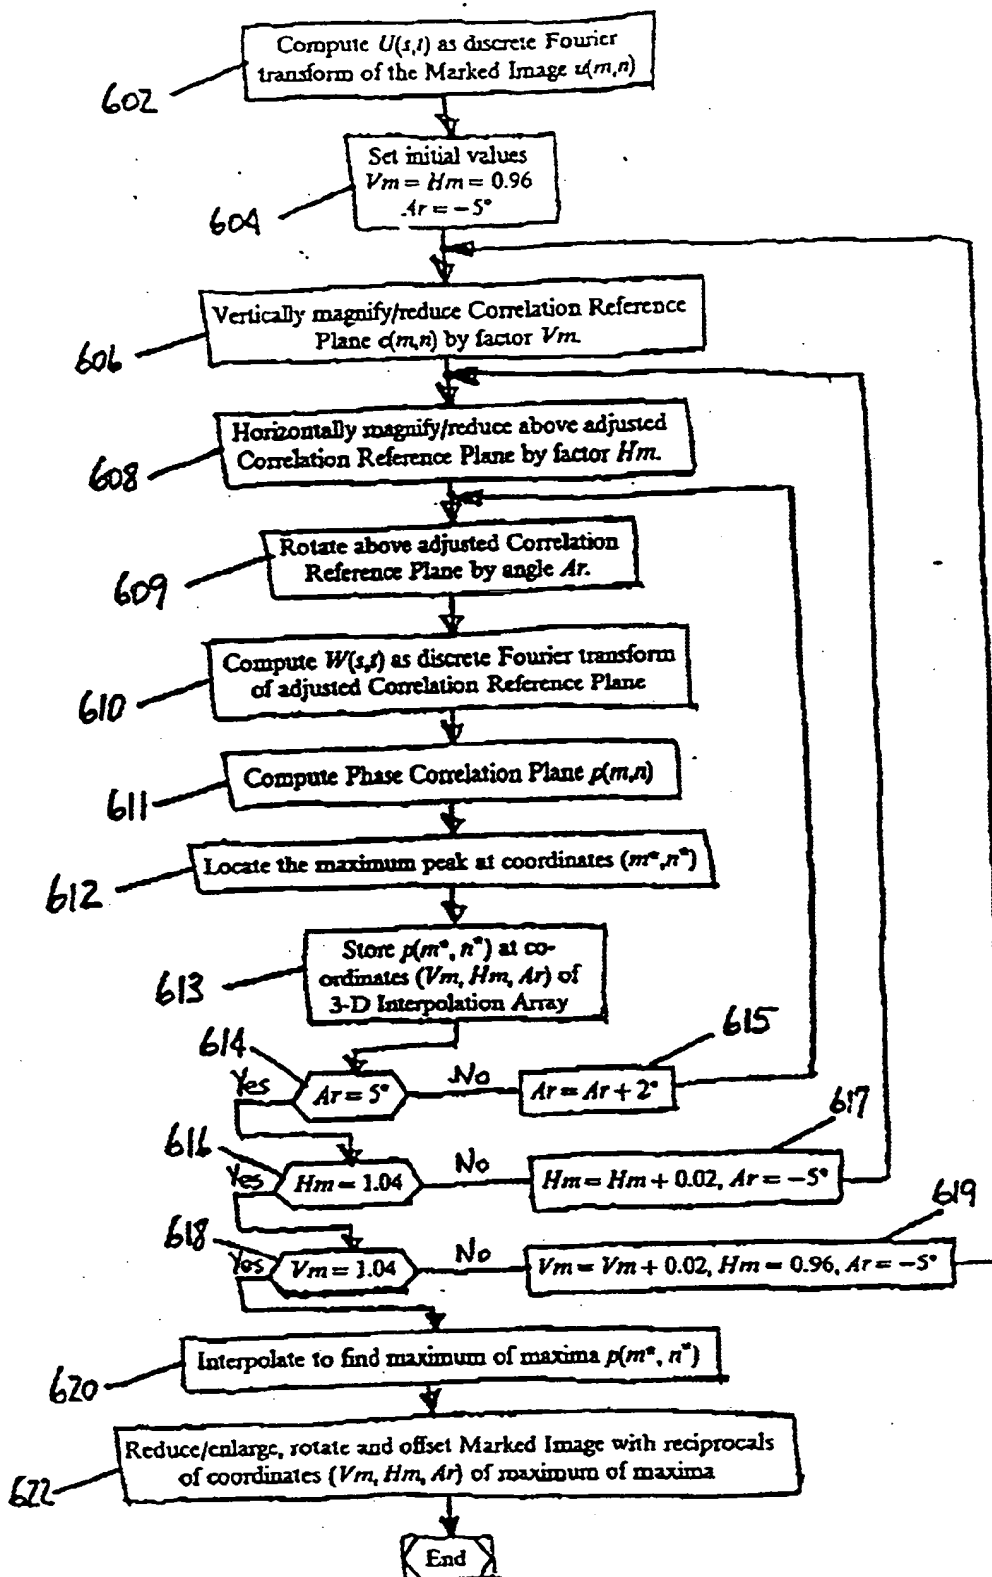 Compute U(s,t) as discrete Fourier
transform of the Marked Image u(m,n)
602
Set initial values
Vm = Hm = 0.96
Ar = −5°
604
Vertically magnify/reduce Correlation Reference
Plane c(m,n) by factor Vm.
606
Horizontally magnify/reduce above adjusted
Correlation Reference Plane by factor Hm.
608
Rotate above adjusted Correlation
Reference Plane by angle Ar.
609
Compute W(s,t) as discrete Fourier transform
of adjusted Correlation Reference Plane
610
Compute Phase Correlation Plane p(m,n)
611
Locate the maximum peak at coordinates (m*,n*)
612
Store p(m*, n*) at co-
ordinates (Vm, Hm, Ar) of
3-D Interpolation Array
613
614
615
Yes
Ar = 5°
No
Ar = Ar + 2°
616
617
Yes
Hm = 1.04
No
Hm = Hm + 0.02, Ar = −5°
618
619
Yes
Vm = 1.04
No
Vm = Vm + 0.02, Hm = 0.96, Ar = −5°
Interpolate to find maximum of maxima p(m*, n*)
620
Reduce/enlarge, rotate and offset Marked Image with reciprocals
of coordinates (Vm, Hm, Ar) of maximum of maxima
622
End